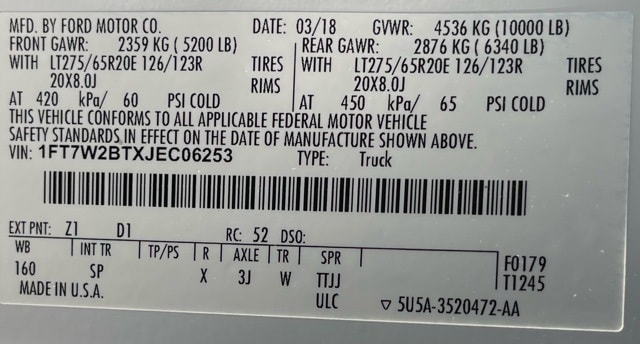 MFD. BY FORD MOTOR CO. DATE: 03/18 GVWR: 4536 KG (10000 LB)
FRONT GAWR: 2359 KG ( 5200 LB) REAR GAWR: 2876 KG ( 6340 LB)
WITH LT275/65R20E 126/123R TIRES WITH LT275/65R20E 126/123R TIRES
20X8.0J RIMS 20X8.0J RIMS
AT 420 kPa/ 60 PSI COLD AT 450 kPa/ 65 PSI COLD
THIS VEHICLE CONFORMS TO ALL APPLICABLE FEDERAL MOTOR VEHICLE
SAFETY STANDARDS IN EFFECT ON THE DATE OF MANUFACTURE SHOWN ABOVE.
VIN: 1FT7W2BTXJEC06253 TYPE: Truck
EXT PNT: Z1 D1 RC: 52 DSO:
WB INT TR TP/PS R AXLE TR SPR F0179
160 SP X 3J W TTJJ T1245
MADE IN U.S.A. ULC ▽ 5U5A-3520472-AA